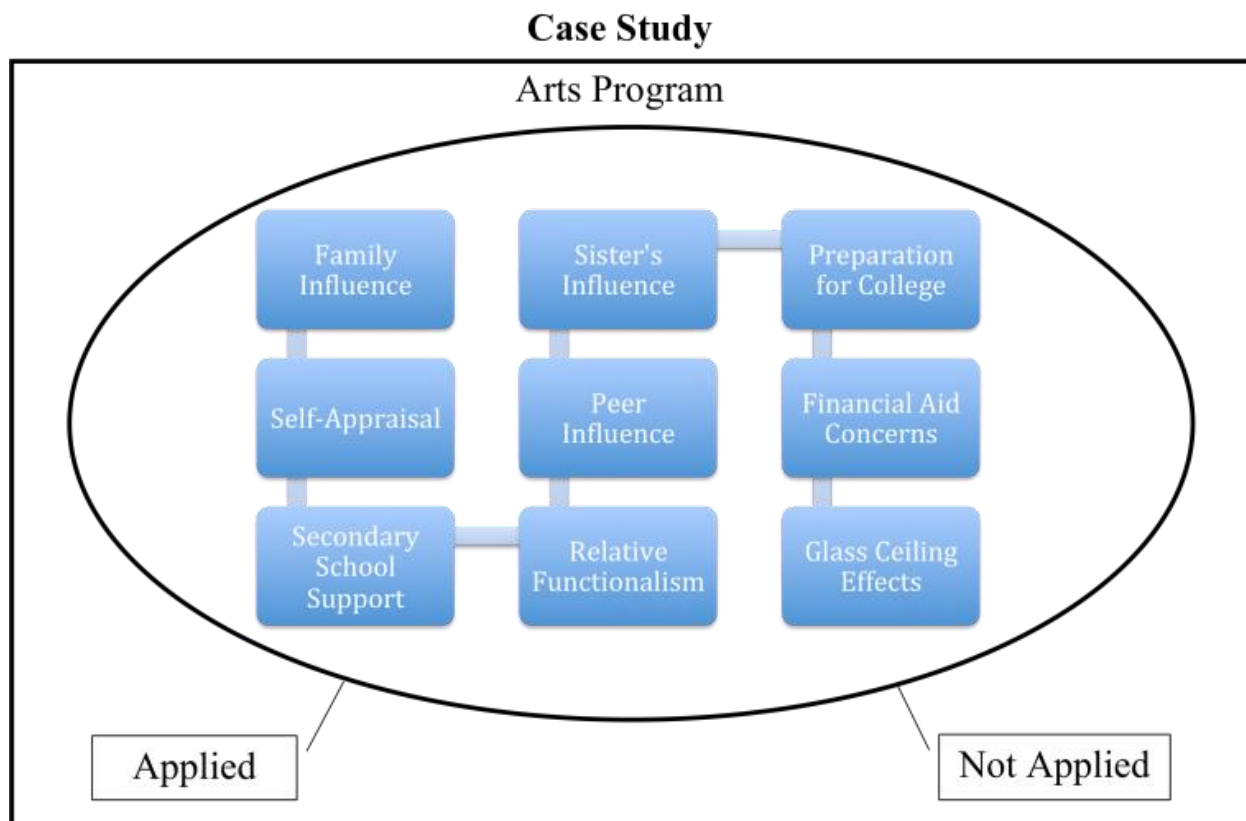 Case Study
Arts Program
Family
Influence
Self-Appraisal
Secondary
School
Support
Relative
Functionalism
Peer
Influence
Sister's
Influence
Preparation
for College
Financial Aid
Concerns
Glass Ceiling
Effects
Applied
Not Applied